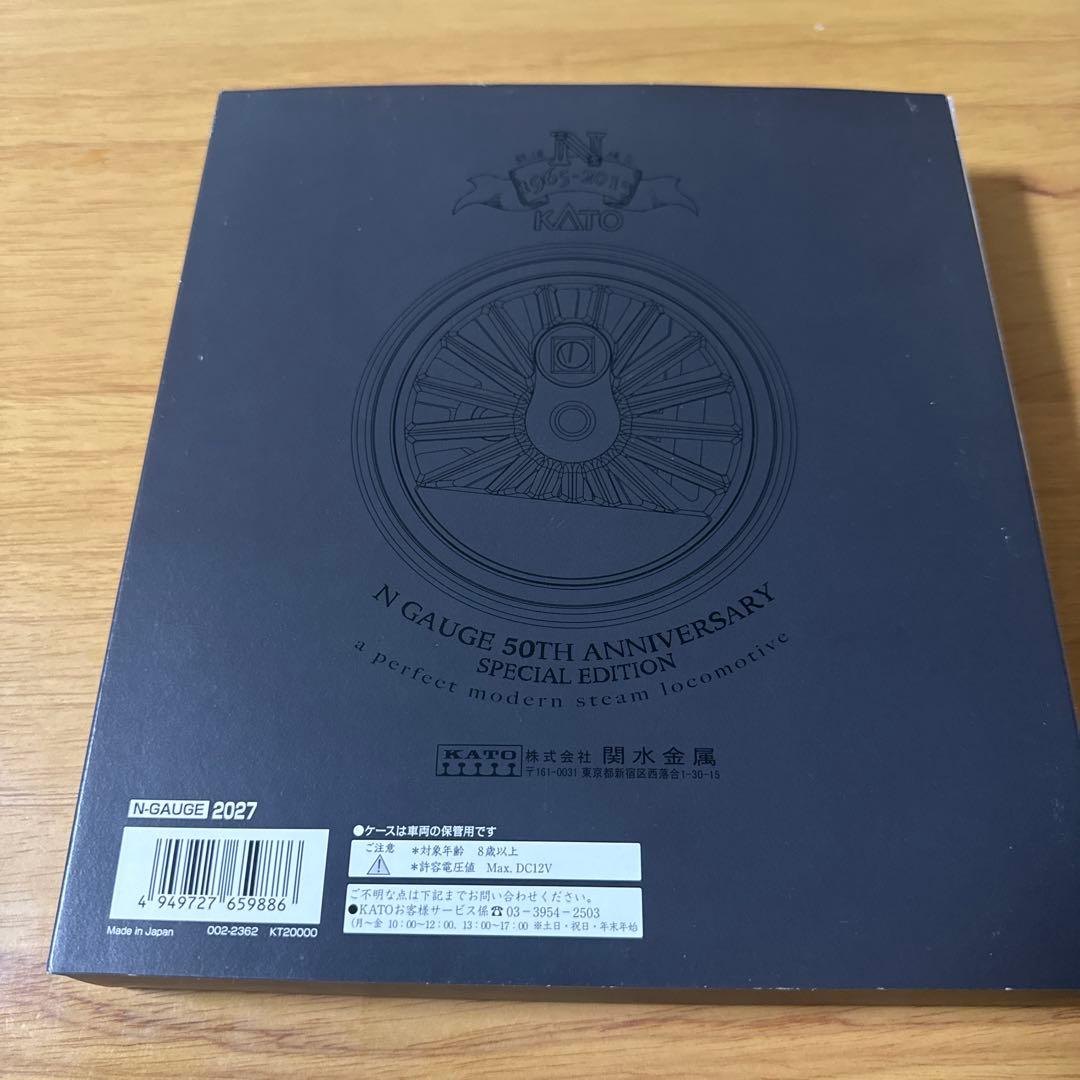 N
1965-2015
KATO
N GAUGE 50TH ANNIVERSARY
SPECIAL EDITION
a perfect modern steam locomotive
KATO 株式会社 関水金属
〒161-0031 東京都新宿区西落合1-30-15
N-GAUGE 2027
4 949727 659886
Made in Japan 002-2362 KT20000
●ケースは車両の保管用です
ご注意 *対象年齢 8歳以上
*許容電圧値 Max. DC12V
ご不明な点は下記までお問い合わせください。
●KATOお客様サービス係☎03-3954-2503
(月~金 10:00~12:00. 13:00~17:00 ※土日・祝日・年末年始